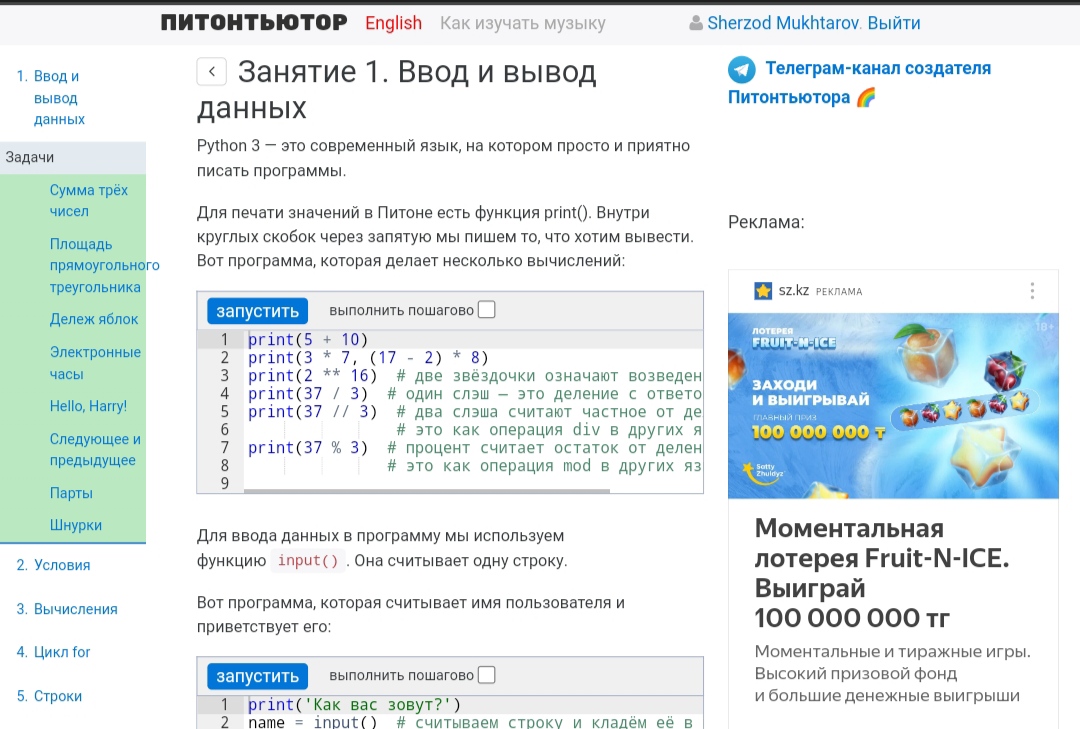 ПИТОНТЬЮТОР English Как изучать музыку Sherzod Mukhtarov. Выйти
1. Ввод и
вывод
данных
Задачи
Сумма трёх
чисел
Площадь
прямоугольного
треугольника
Дележ яблок
Электронные
часы
Hello, Harry!
Следующее и
предыдущее
Парты
Шнурки
2. Условия
3. Вычисления
4. Цикл for
5. Строки
Занятие 1. Ввод и вывод
данных
Python 3 — это современный язык, на котором просто и приятно
писать программы.
Для печати значений в Питоне есть функция print(). Внутри
круглых скобок через запятую мы пишем то, что хотим вывести.
Вот программа, которая делает несколько вычислений:
запустить выполнить пошагово
1 print(5 + 10)
2 print(3 * 7, (17 - 2) * 8)
3 print(2 ** 16) # две звёздочки означают возведен
4 print(37 / 3) # один слэш — это деление с ответо
5 print(37 // 3) # два слэша считают частное от де
6 # это как операция div в других я
7 print(37 % 3) # процент считает остаток от делен
8 # это как операция mod в других яз
9
Для ввода данных в программу мы используем
функцию input() . Она считывает одну строку.
Вот программа, которая считывает имя пользователя и
приветствует его:
запустить выполнить пошагово
1 print('Как вас зовут?')
2 name = input() # считываем строку и кладём её в
Телеграм-канал создателя
Питонтьютора
Реклама:
sz.kz РЕКЛАМА
18+
ЛОТЕРЕЯ
FRUIT-N-ICE
ЗАХОДИ
И ВЫИГРЫВАЙ
ГЛАВНЫЙ ПРИЗ
100 000 000 ₸
Satty
Zhuldyz
Моментальная
лотерея Fruit-N-ICE.
Выиграй
100 000 000 тг
Моментальные и тиражные игры.
Высокий призовой фонд
и большие денежные выигрыши